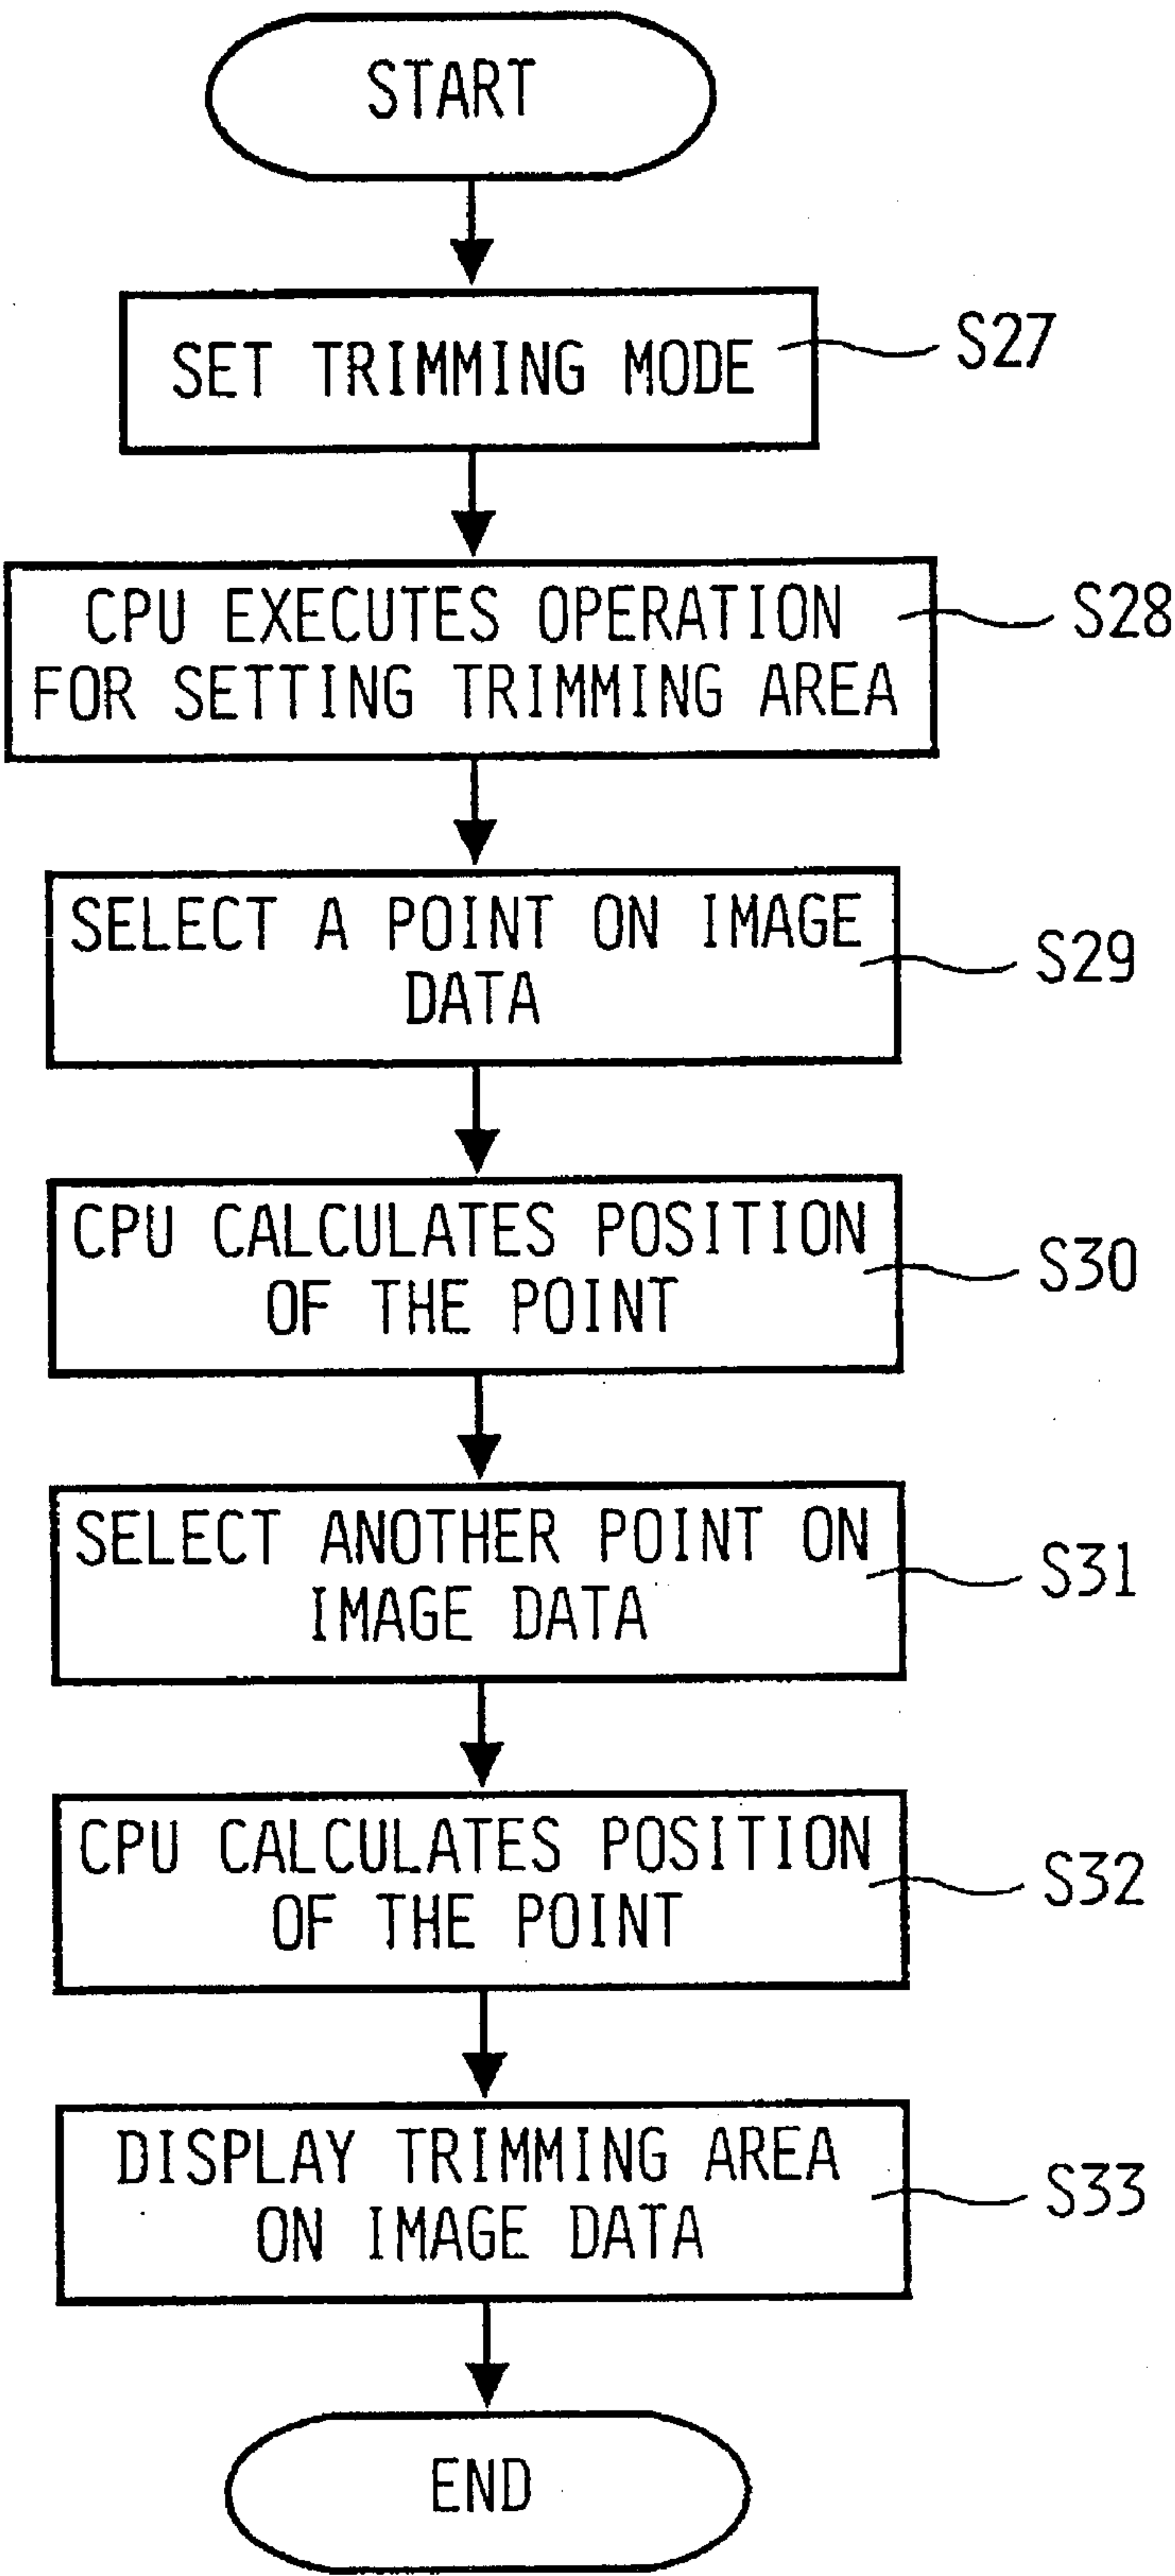 START
SET TRIMMING MODE
S27
CPU EXECUTES OPERATION
FOR SETTING TRIMMING AREA
S28
SELECT A POINT ON IMAGE
DATA
S29
CPU CALCULATES POSITION
OF THE POINT
S30
SELECT ANOTHER POINT ON
IMAGE DATA
S31
CPU CALCULATES POSITION
OF THE POINT
S32
DISPLAY TRIMMING AREA
ON IMAGE DATA
S33
END